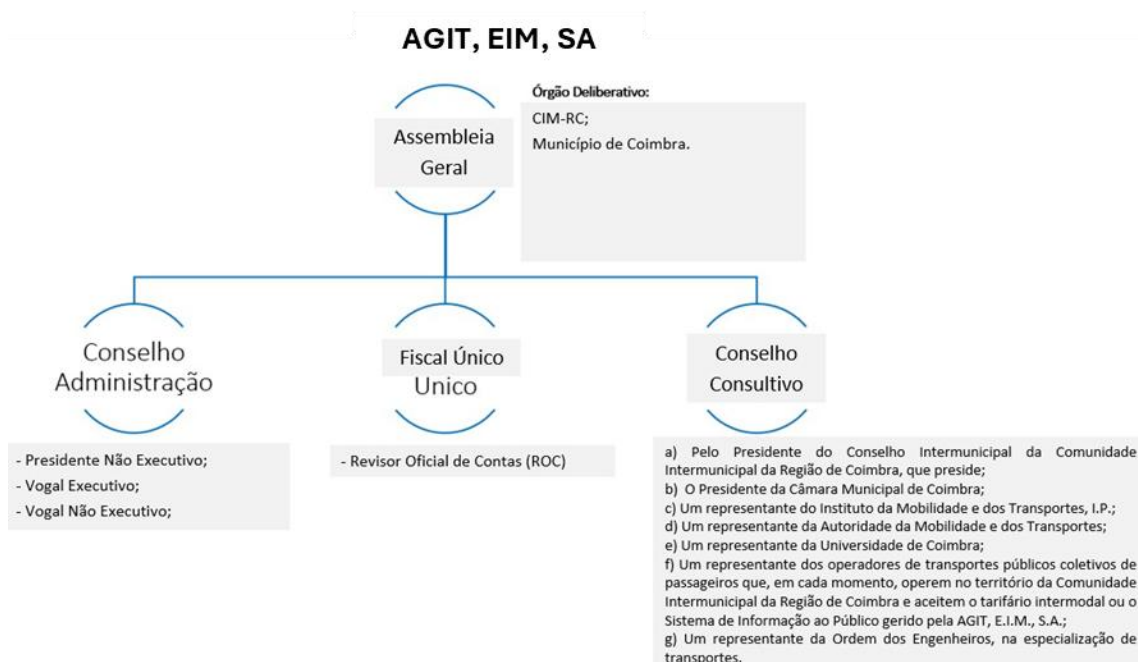 AGIT, EIM, SA
Assembleia
Geral
Órgão Deliberativo:
CIM-RC;
Município de Coimbra.
Conselho
Administração
- Presidente Não Executivo;
- Vogal Executivo;
- Vogal Não Executivo;
Fiscal Único
Unico
- Revisor Oficial de Contas (ROC)
Conselho
Consultivo
a) Pelo Presidente do Conselho Intermunicipal da Comunidade
Intermunicipal da Região de Coimbra, que preside;
b) O Presidente da Câmara Municipal de Coimbra;
c) Um representante do Instituto da Mobilidade e dos Transportes, I.P.;
d) Um representante da Autoridade da Mobilidade e dos Transportes;
e) Um representante da Universidade de Coimbra;
f) Um representante dos operadores de transportes públicos coletivos de
passageiros que, em cada momento, operem no território da Comunidade
Intermunicipal da Região de Coimbra e aceitem o tarifário intermodal ou o
Sistema de Informação ao Público gerido pela AGIT, E.I.M., S.A.;
g) Um representante da Ordem dos Engenheiros, na especialização de
transportes.